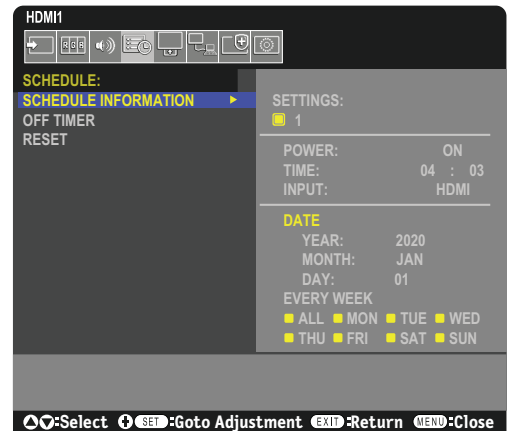 HDMI1
RGB
SCHEDULE:
SCHEDULE INFORMATION
OFF TIMER
RESET
SETTINGS:
1
POWER: ON
TIME: 04 : 03
INPUT: HDMI
DATE
YEAR: 2020
MONTH: JAN
DAY: 01
EVERY WEEK
ALL MON TUE WED
THU FRI SAT SUN
:Select SET :Goto Adjustment EXIT :Return MENU :Close